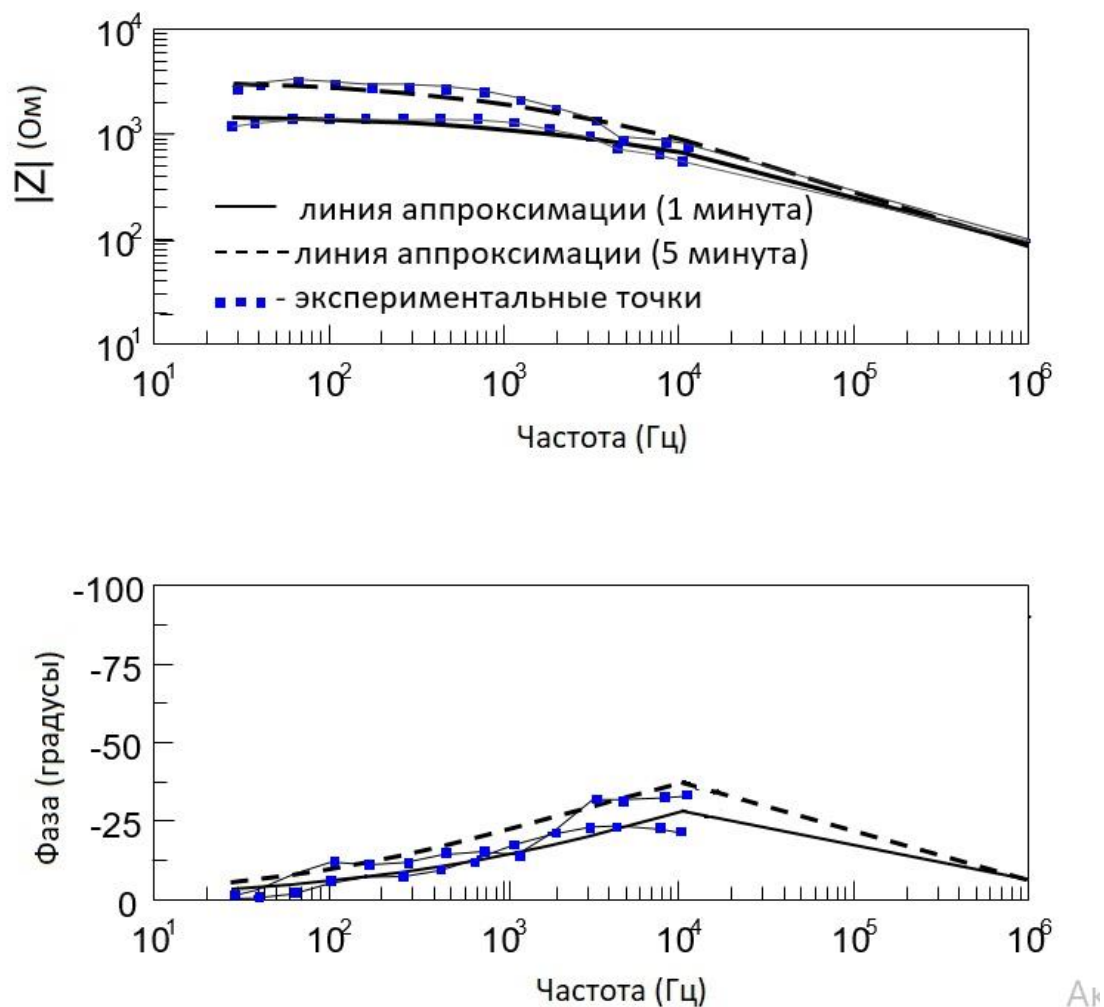 10⁴
10³
10²
10¹
|Z| (Ом)
линия аппроксимации (1 минута)
линия аппроксимации (5 минута)
- экспериментальные точки
10¹ 10² 10³ 10⁴ 10⁵ 10⁶
Частота (Гц)
-100
-75
-50
-25
0
Фаза (градусы)
10¹ 10² 10³ 10⁴ 10⁵ 10⁶
Частота (Гц)